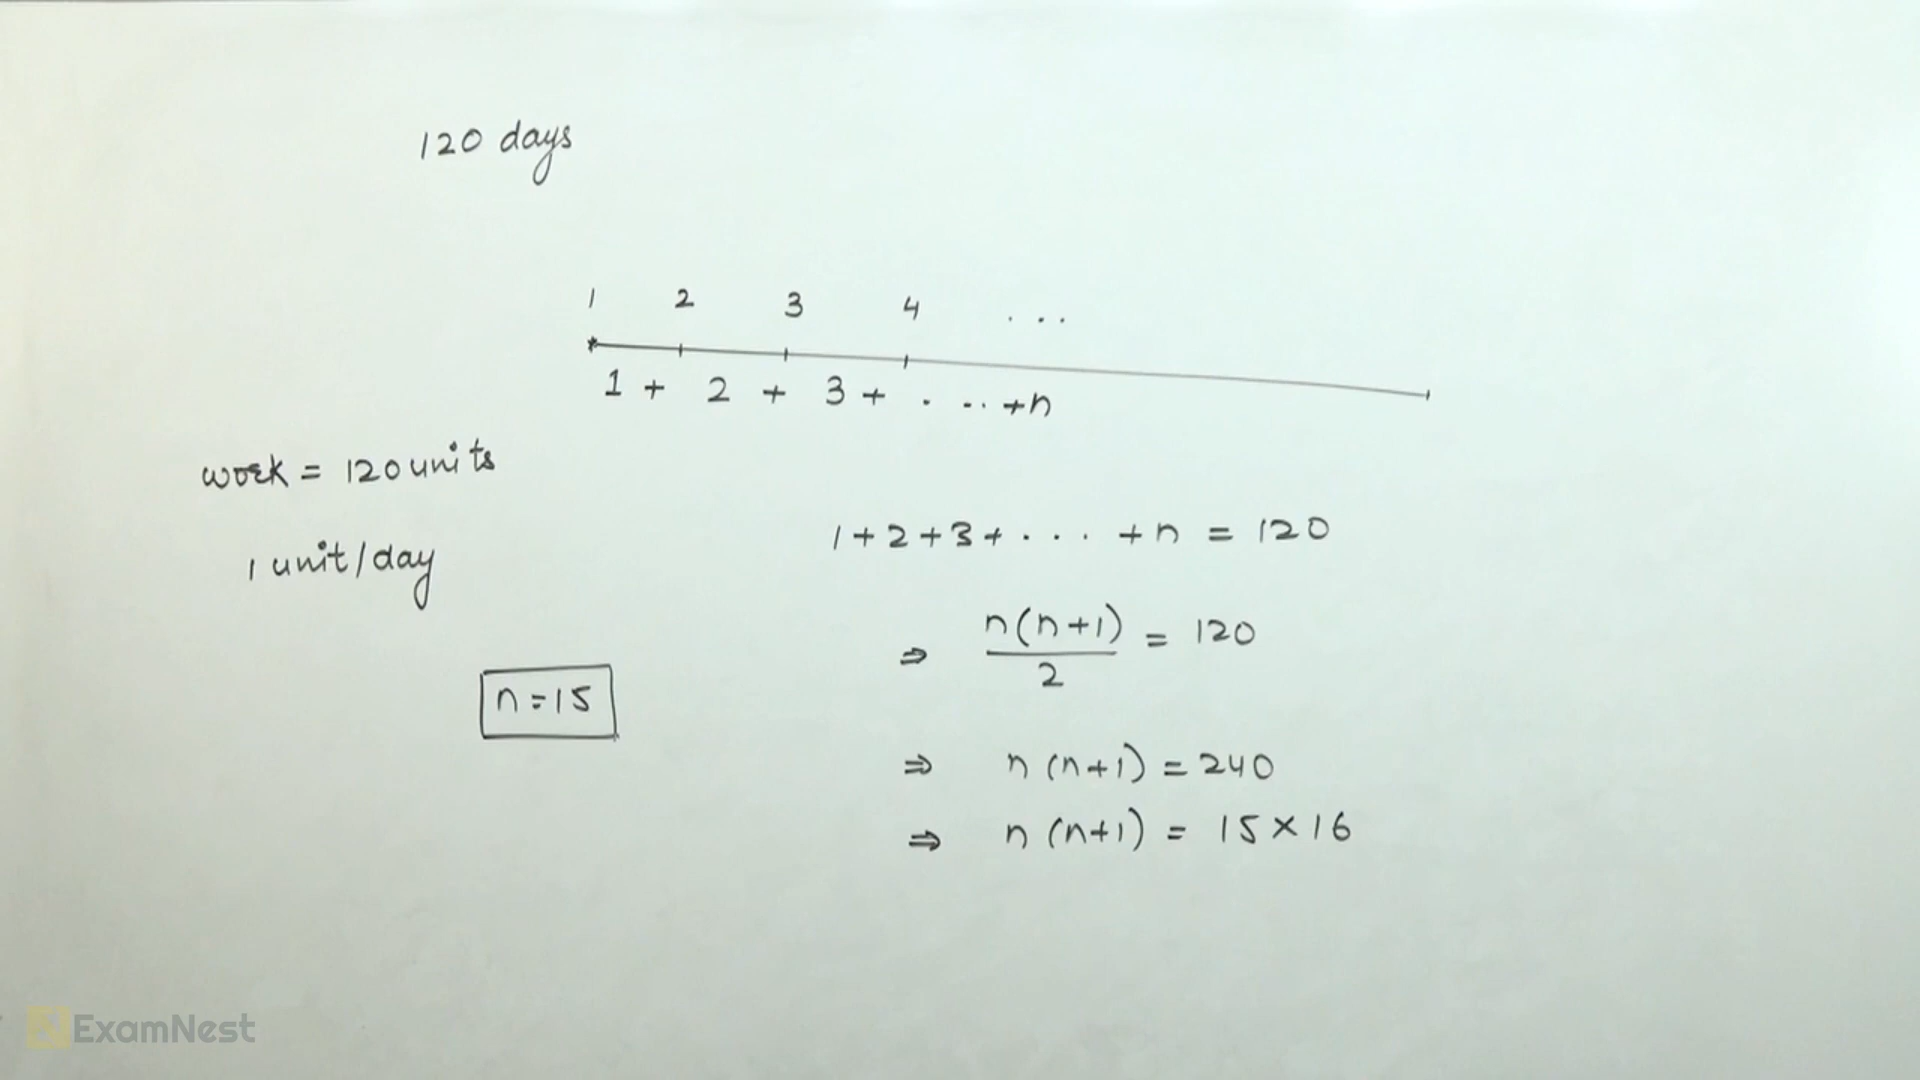 120 days
1 2 3 4 ...
1 + 2 + 3 + . . . + n
work = 120 units
1 + 2 + 3 + . . . + n = 120
1 unit/day
⇒ n(n+1)/2 = 120
n = 15
⇒ n(n+1) = 240
⇒ n(n+1) = 15 × 16
ExamNest